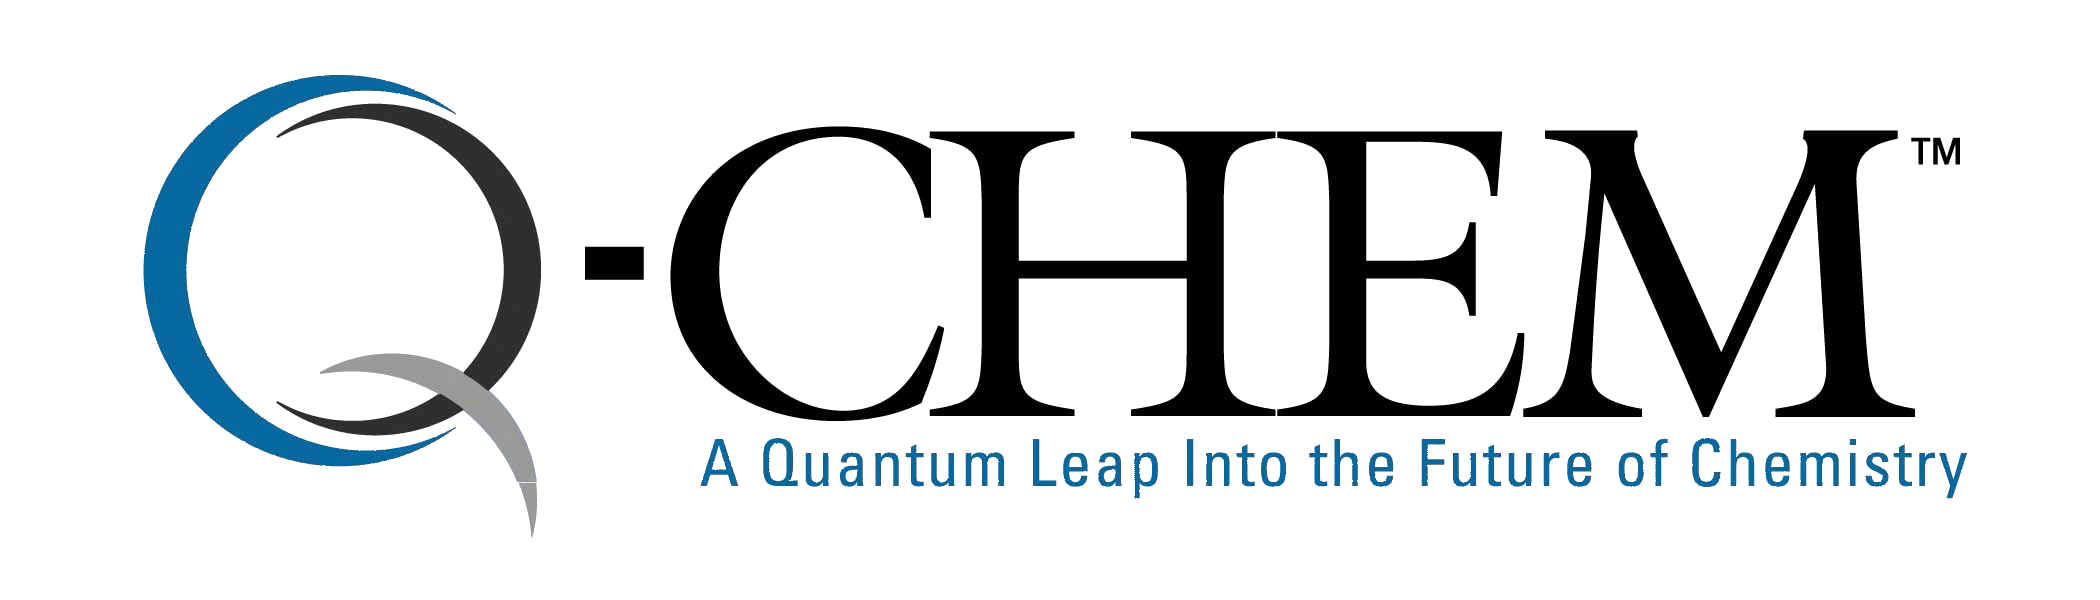 Q-CHEM™
A Quantum Leap Into the Future of Chemistry